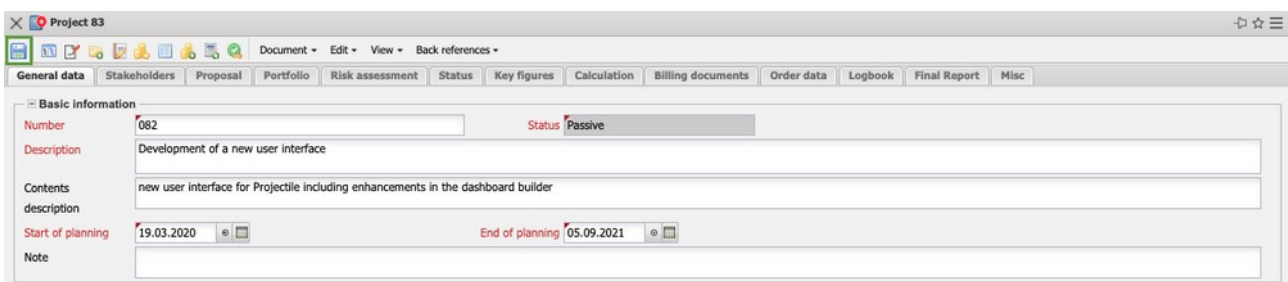 Project 83
Document Edit View Back references
General data Stakeholders Proposal Portfolio Risk assessment Status Key figures Calculation Billing documents Order data Logbook Final Report Misc
Basic information
Number 082 Status Passive
Description Development of a new user interface
Contents new user interface for Projectile including enhancements in the dashboard builder
description
Start of planning 19.03.2020 End of planning 05.09.2021
Note